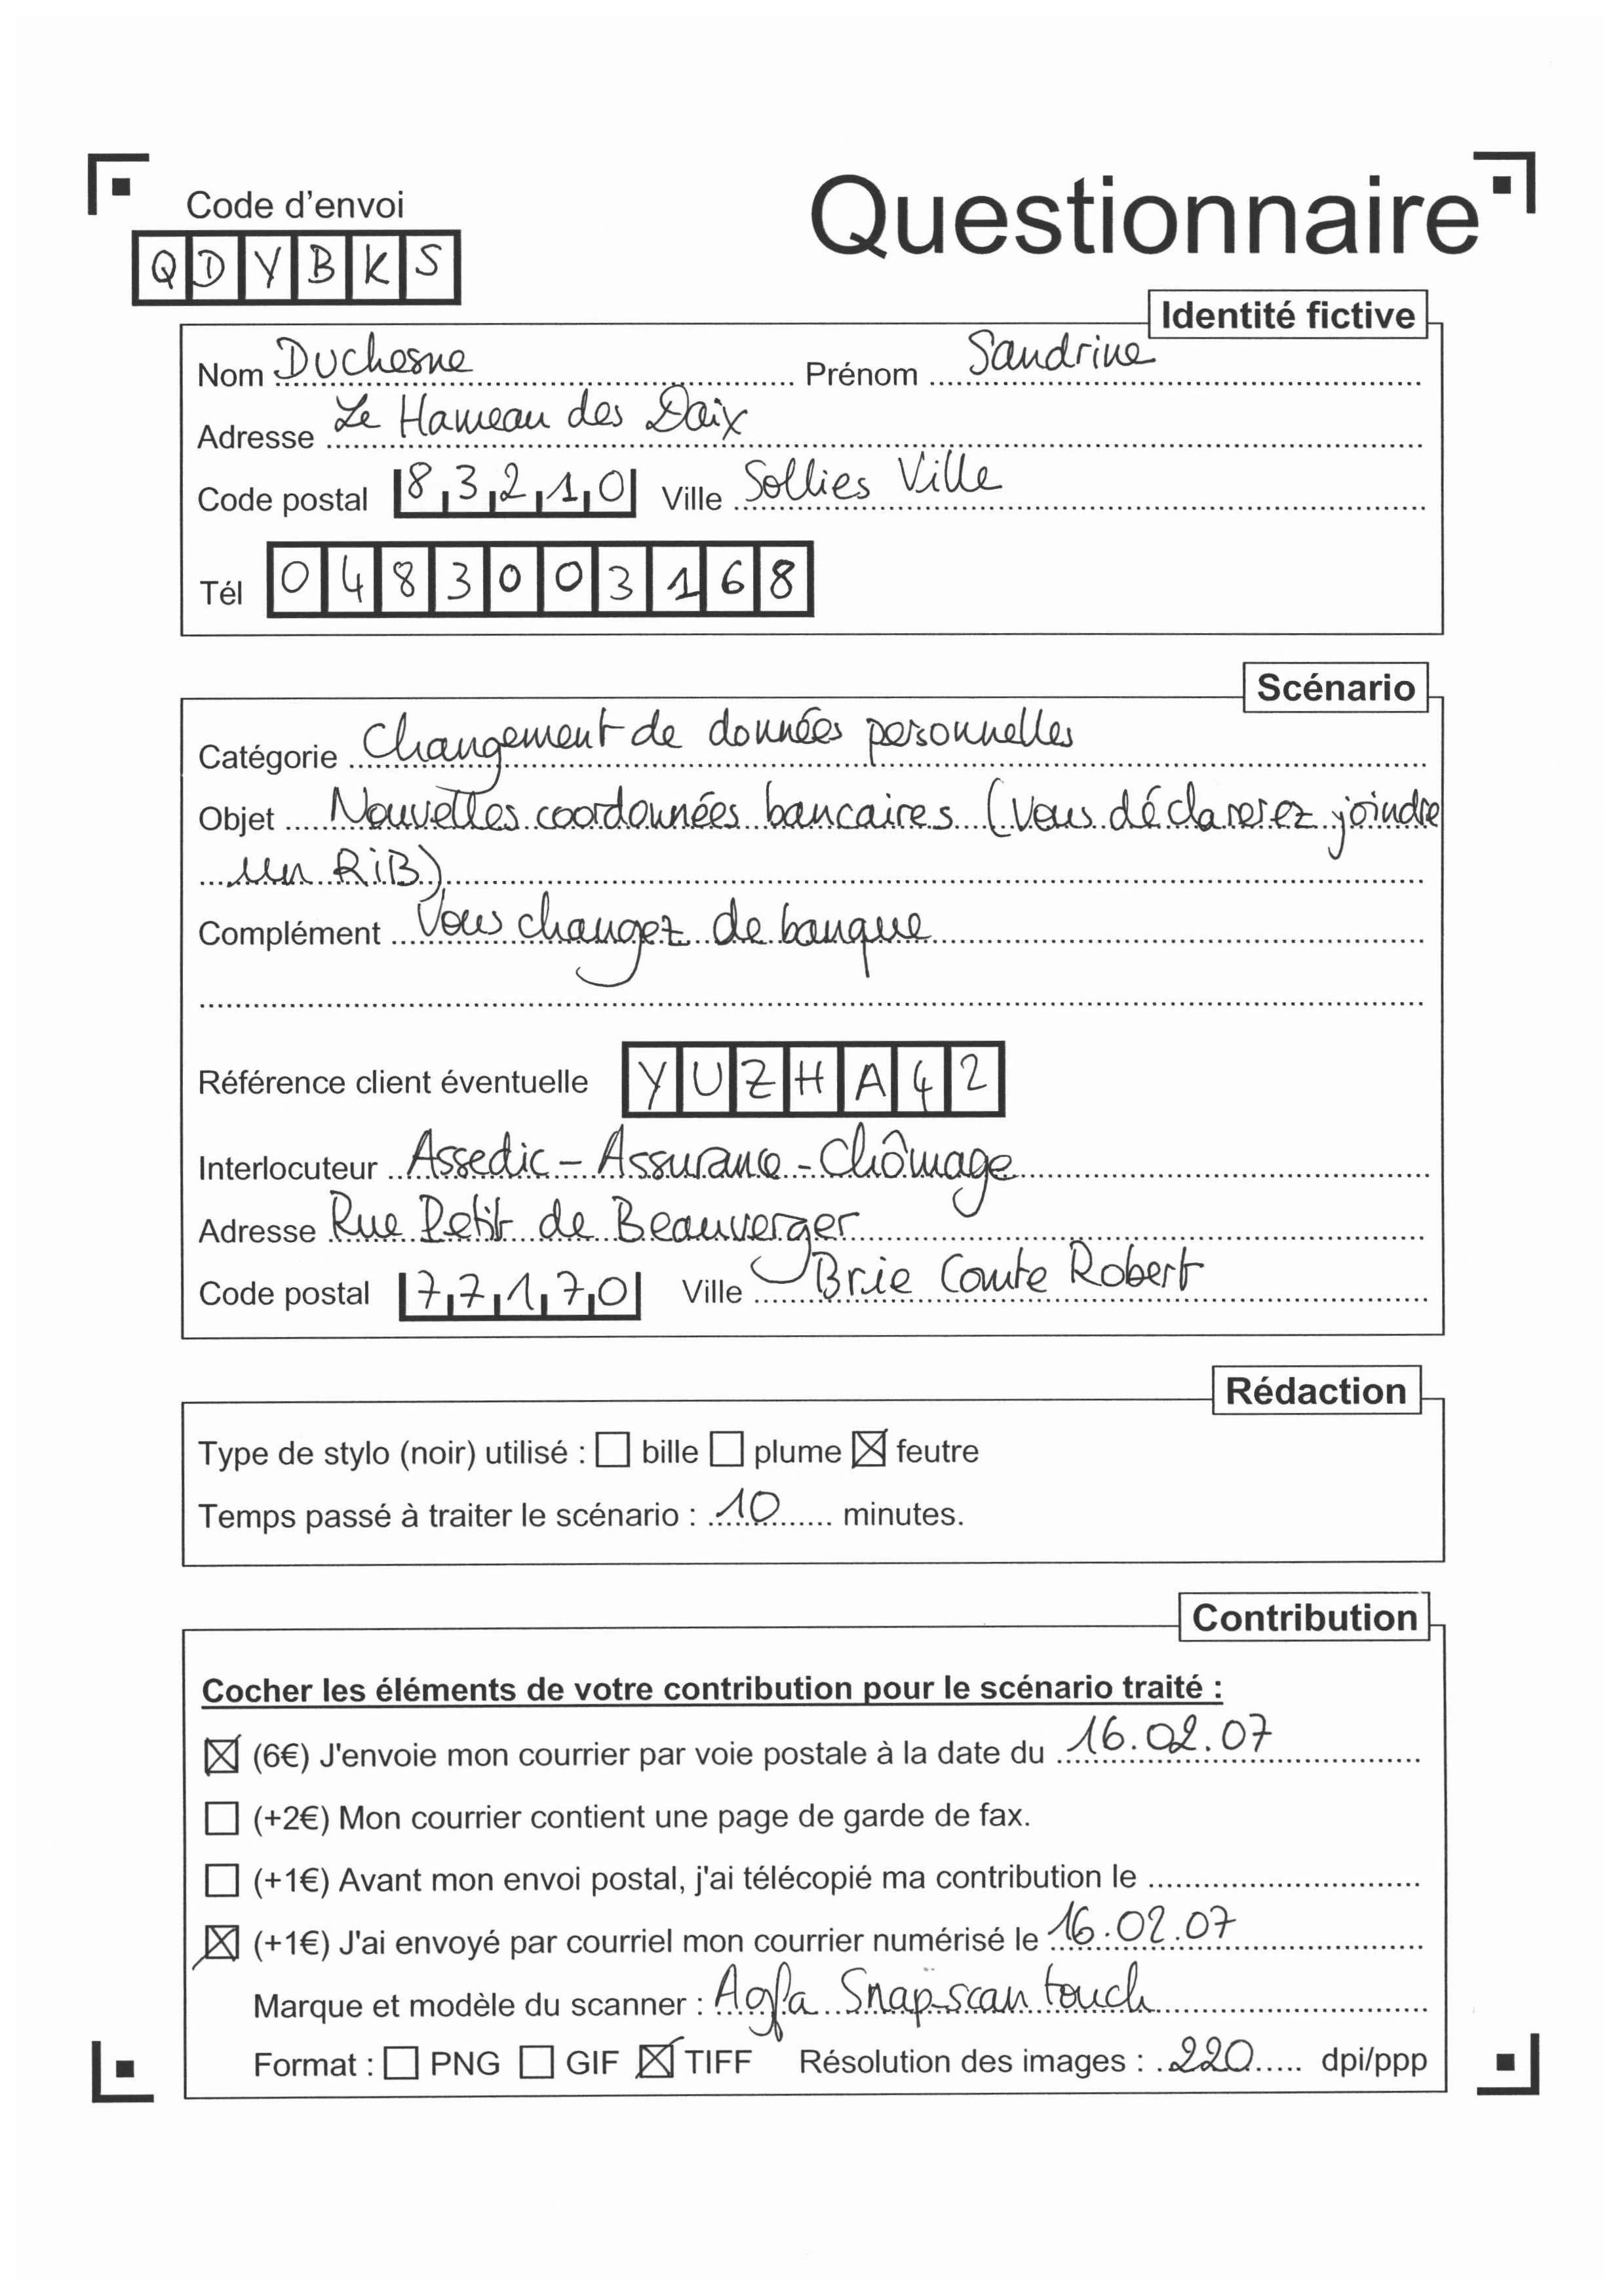 Code d'envoi
Questionnaire
QDYBKS
Identité fictive
Nom Duchesne Prénom Sandrine
Adresse Le Hameau des Daix
Code postal 83210 Ville Sollies Ville
Tél 0483003168
Scénario
Catégorie Changement de données personnelles
Objet Nouvelles coordonnées bancaires (Vous déclarerez joindre
un RiB)
Complément Vous changez de banque
Référence client éventuelle YUZHA42
Interlocuteur Assedic - Assurance - Chômage
Adresse Rue Petit de Beauverger
Code postal 77170 Ville Brie Comte Robert
Rédaction
Type de stylo (noir) utilisé : ☐ bille ☐ plume ☒ feutre
Temps passé à traiter le scénario : 10 minutes.
Contribution
Cocher les éléments de votre contribution pour le scénario traité :
☒ (6€) J'envoie mon courrier par voie postale à la date du 16.02.07
☐ (+2€) Mon courrier contient une page de garde de fax.
☐ (+1€) Avant mon envoi postal, j'ai télécopié ma contribution le
☒ (+1€) J'ai envoyé par courriel mon courrier numérisé le 16.02.07
Marque et modèle du scanner : Agfa Snapscan touch
Format : ☐ PNG ☐ GIF ☒ TIFF Résolution des images : 220 dpi/ppp